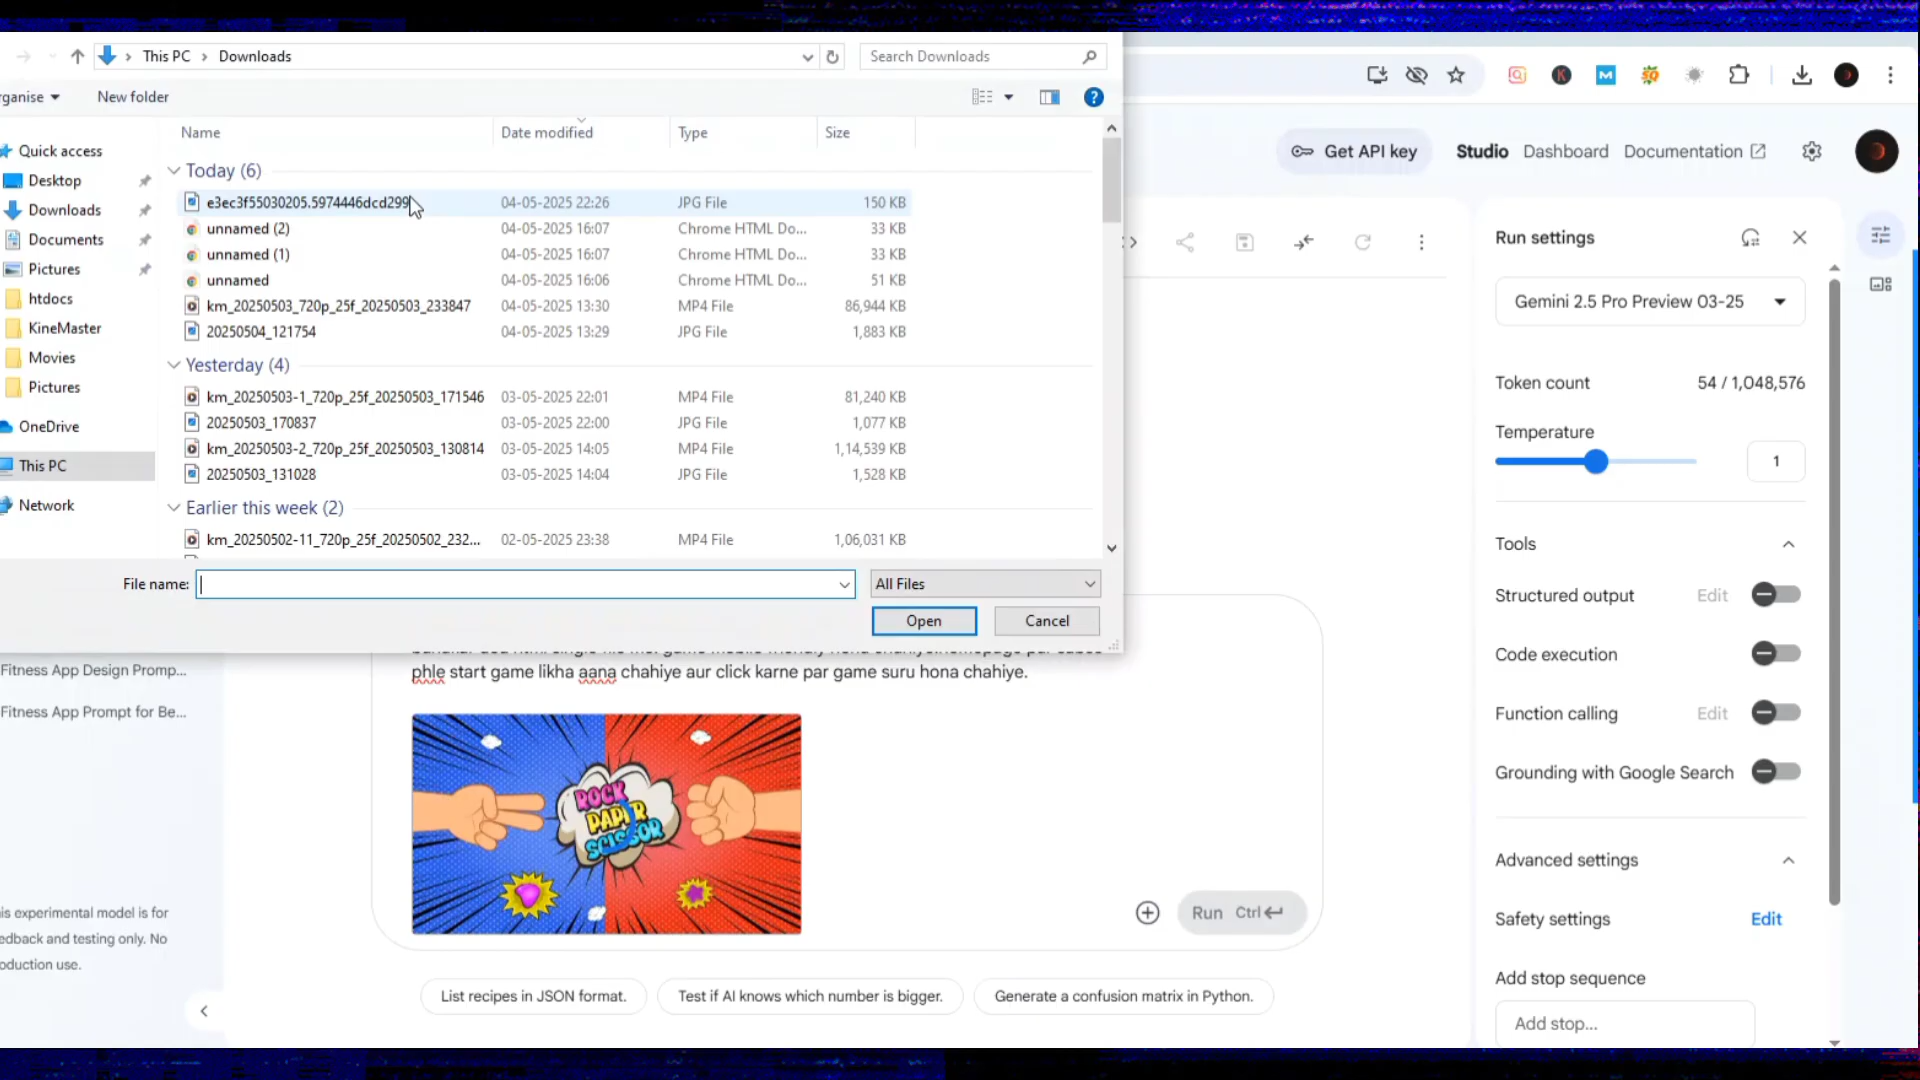 This PC > Downloads
Search Downloads
New folder
Name
Date modified
Type
Size
Quick access
Desktop
Downloads
Documents
Pictures
htdocs
KineMaster
Movies
Pictures
OneDrive
This PC
Network
Today (6)
e3ec3f55030205.5974446dcd299 04-05-2025 22:26 JPG File 150 KB
unnamed (2) 04-05-2025 16:07 Chrome HTML Do... 33 KB
unnamed (1) 04-05-2025 16:07 Chrome HTML Do... 33 KB
unnamed 04-05-2025 16:06 Chrome HTML Do... 51 KB
km_20250503_720p_25f_20250503_233847 04-05-2025 13:30 MP4 File 86,944 KB
20250504_121754 04-05-2025 13:29 JPG File 1,883 KB
Yesterday (4)
km_20250503-1_720p_25f_20250503_171546 03-05-2025 22:01 MP4 File 81,240 KB
20250503_170837 03-05-2025 22:00 JPG File 1,077 KB
km_20250503-2_720p_25f_20250503_130814 03-05-2025 14:05 MP4 File 1,14,539 KB
20250503_131028 03-05-2025 14:04 JPG File 1,528 KB
Earlier this week (2)
km_20250502-11_720p_25f_20250502_232... 02-05-2025 23:38 MP4 File 1,06,031 KB
File name:
All Files
Open
Cancel
Get API key
Studio
Dashboard
Documentation
Fitness App Design Promp...
Fitness App Prompt for Be...
phle start game likha aana chahiye aur click karne par game suru hona chahiye.
ROCK
PAPER
SCISSOR
Run Ctrl
List recipes in JSON format.
Test if AI knows which number is bigger.
Generate a confusion matrix in Python.
Run settings
Gemini 2.5 Pro Preview 03-25
Token count 54 / 1,048,576
Temperature
1
Tools
Structured output Edit
Code execution
Function calling Edit
Grounding with Google Search
Advanced settings
Safety settings Edit
Add stop sequence
Add stop...